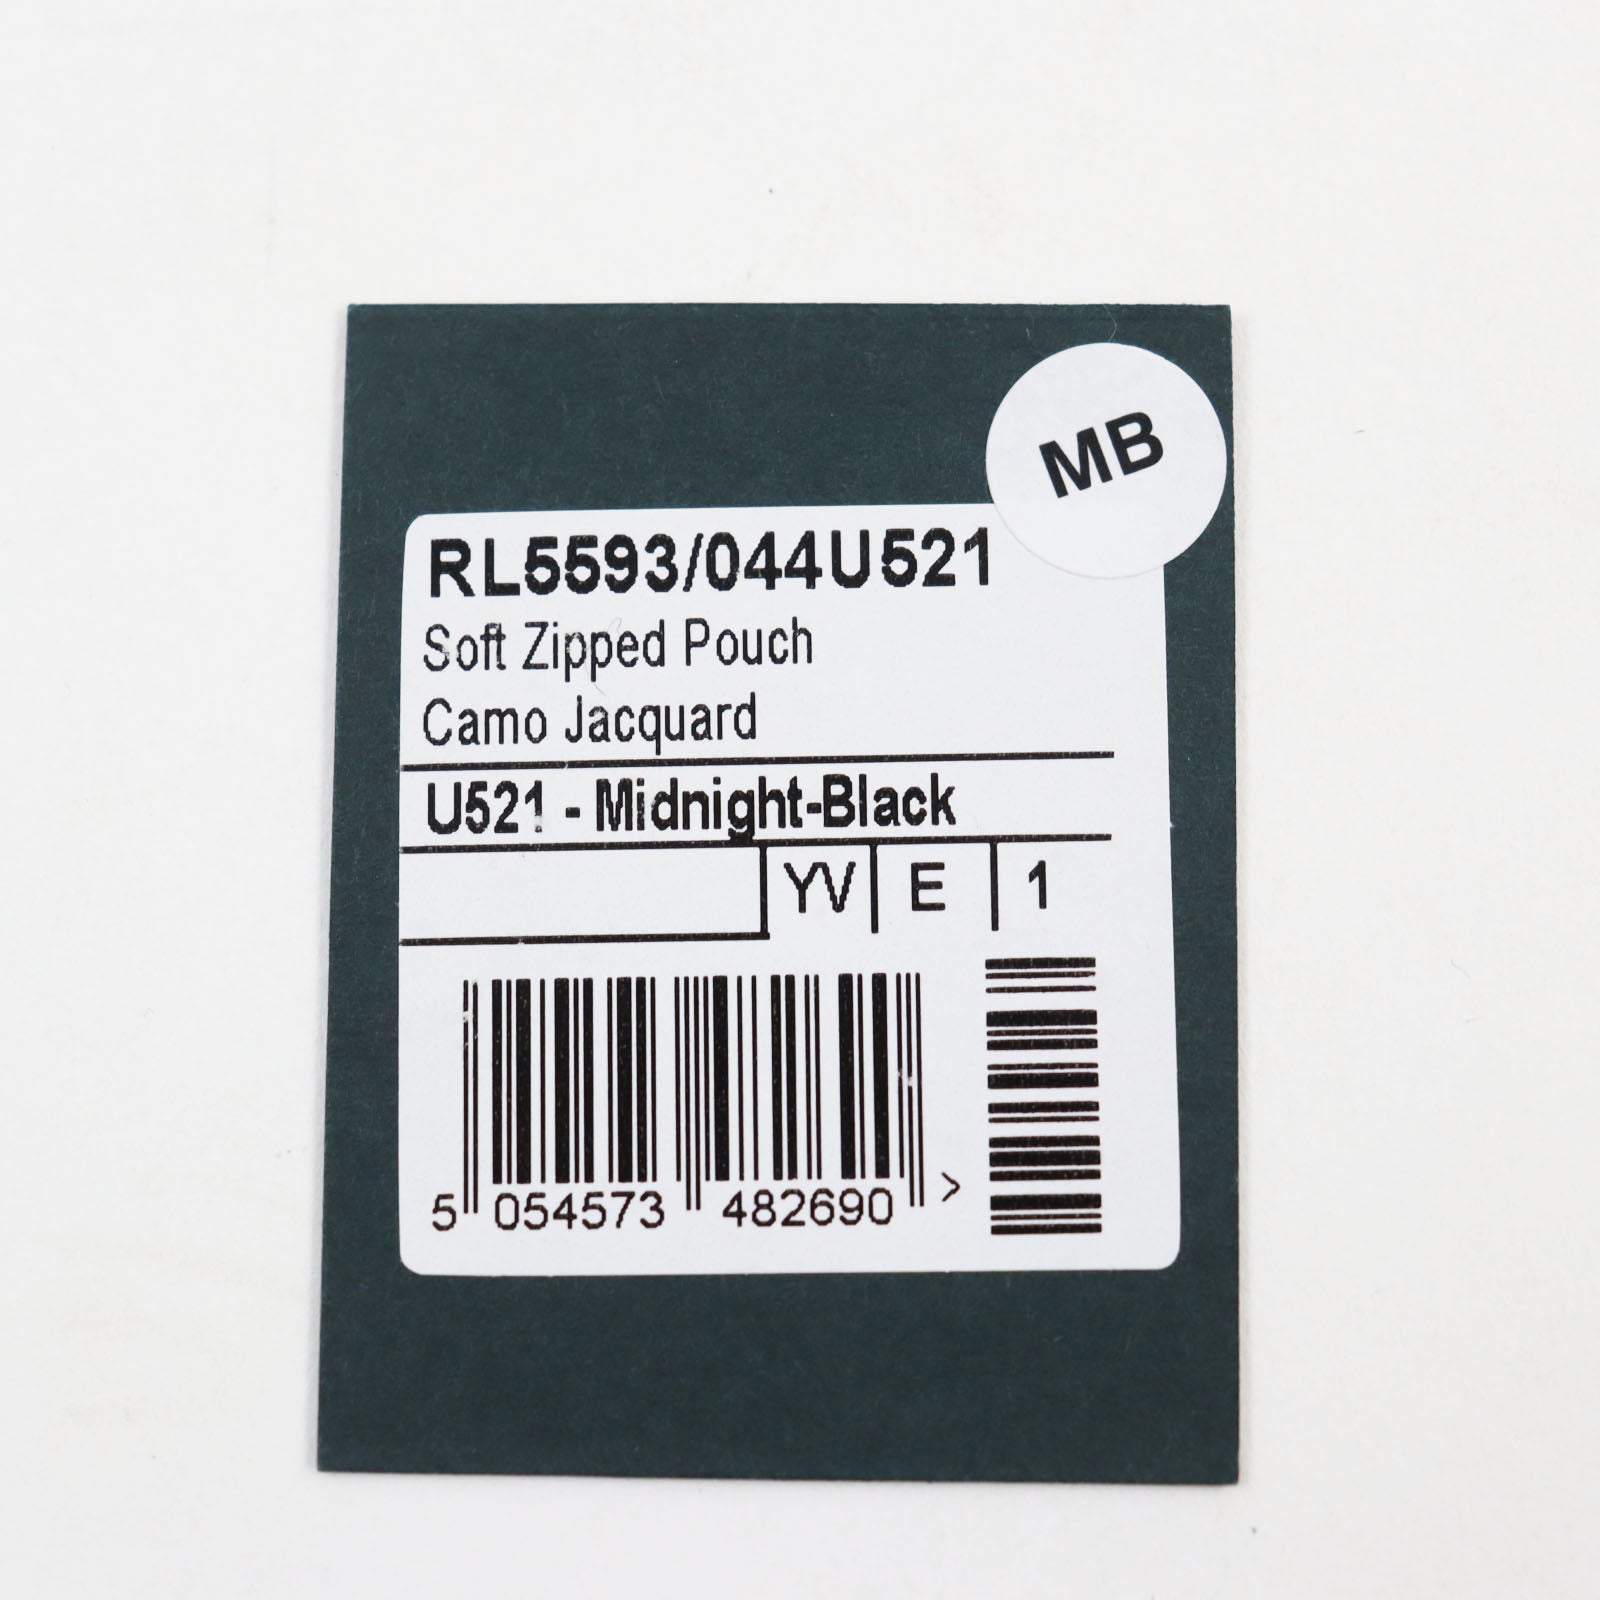 MB
RL5593/044U521
Soft Zipped Pouch
Camo Jacquard
U521 - Midnight-Black
YV E 1
5 054573 482690 >